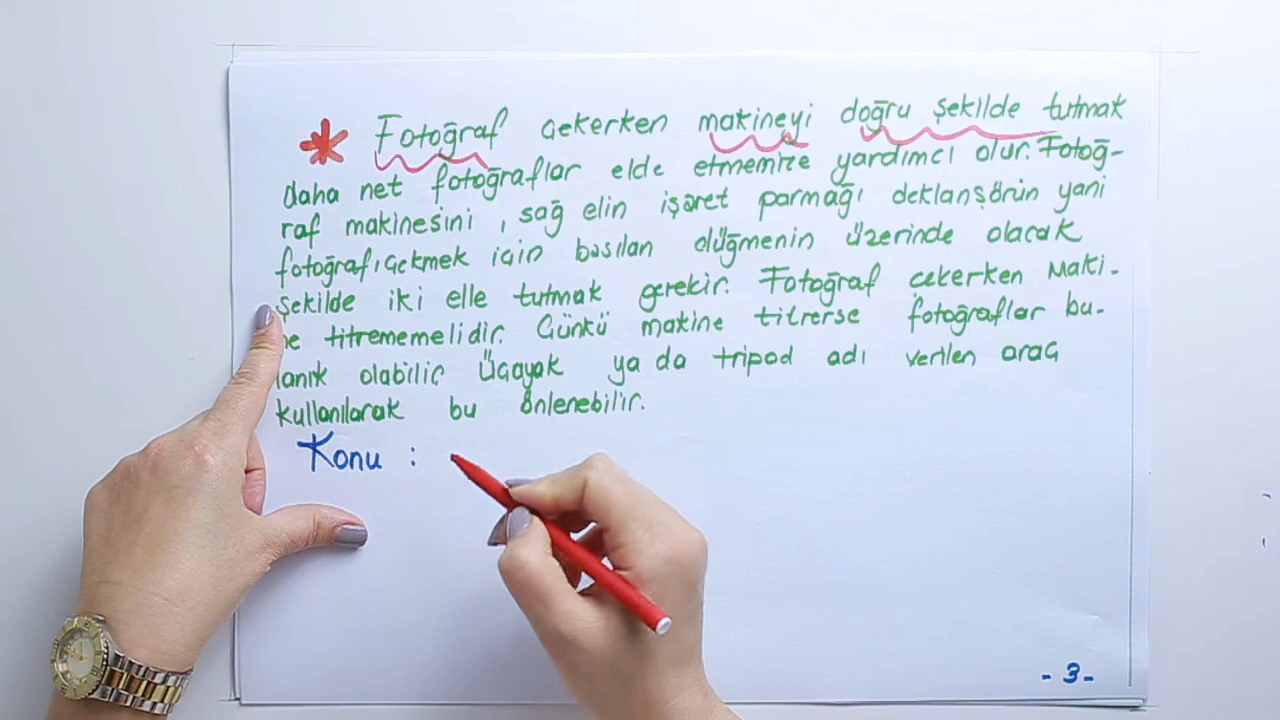 * Fotoğraf çekerken makineyi doğru şekilde tutmak
daha net fotoğraflar elde etmemize yardımcı olur. Fotoğ-
raf makinesini, sağ elin işaret parmağı deklanşörün yani
fotoğraf çekmek için basılan düğmenin üzerinde olacak
şekilde iki elle tutmak gerekir. Fotoğraf çekerken maki-
ne titrememelidir. Çünkü makine titrerse fotoğraflar bu-
lanık olabilir. Üçayak ya da tripod adı verilen araç
kullanılarak bu önlenebilir.
Konu :
-3-